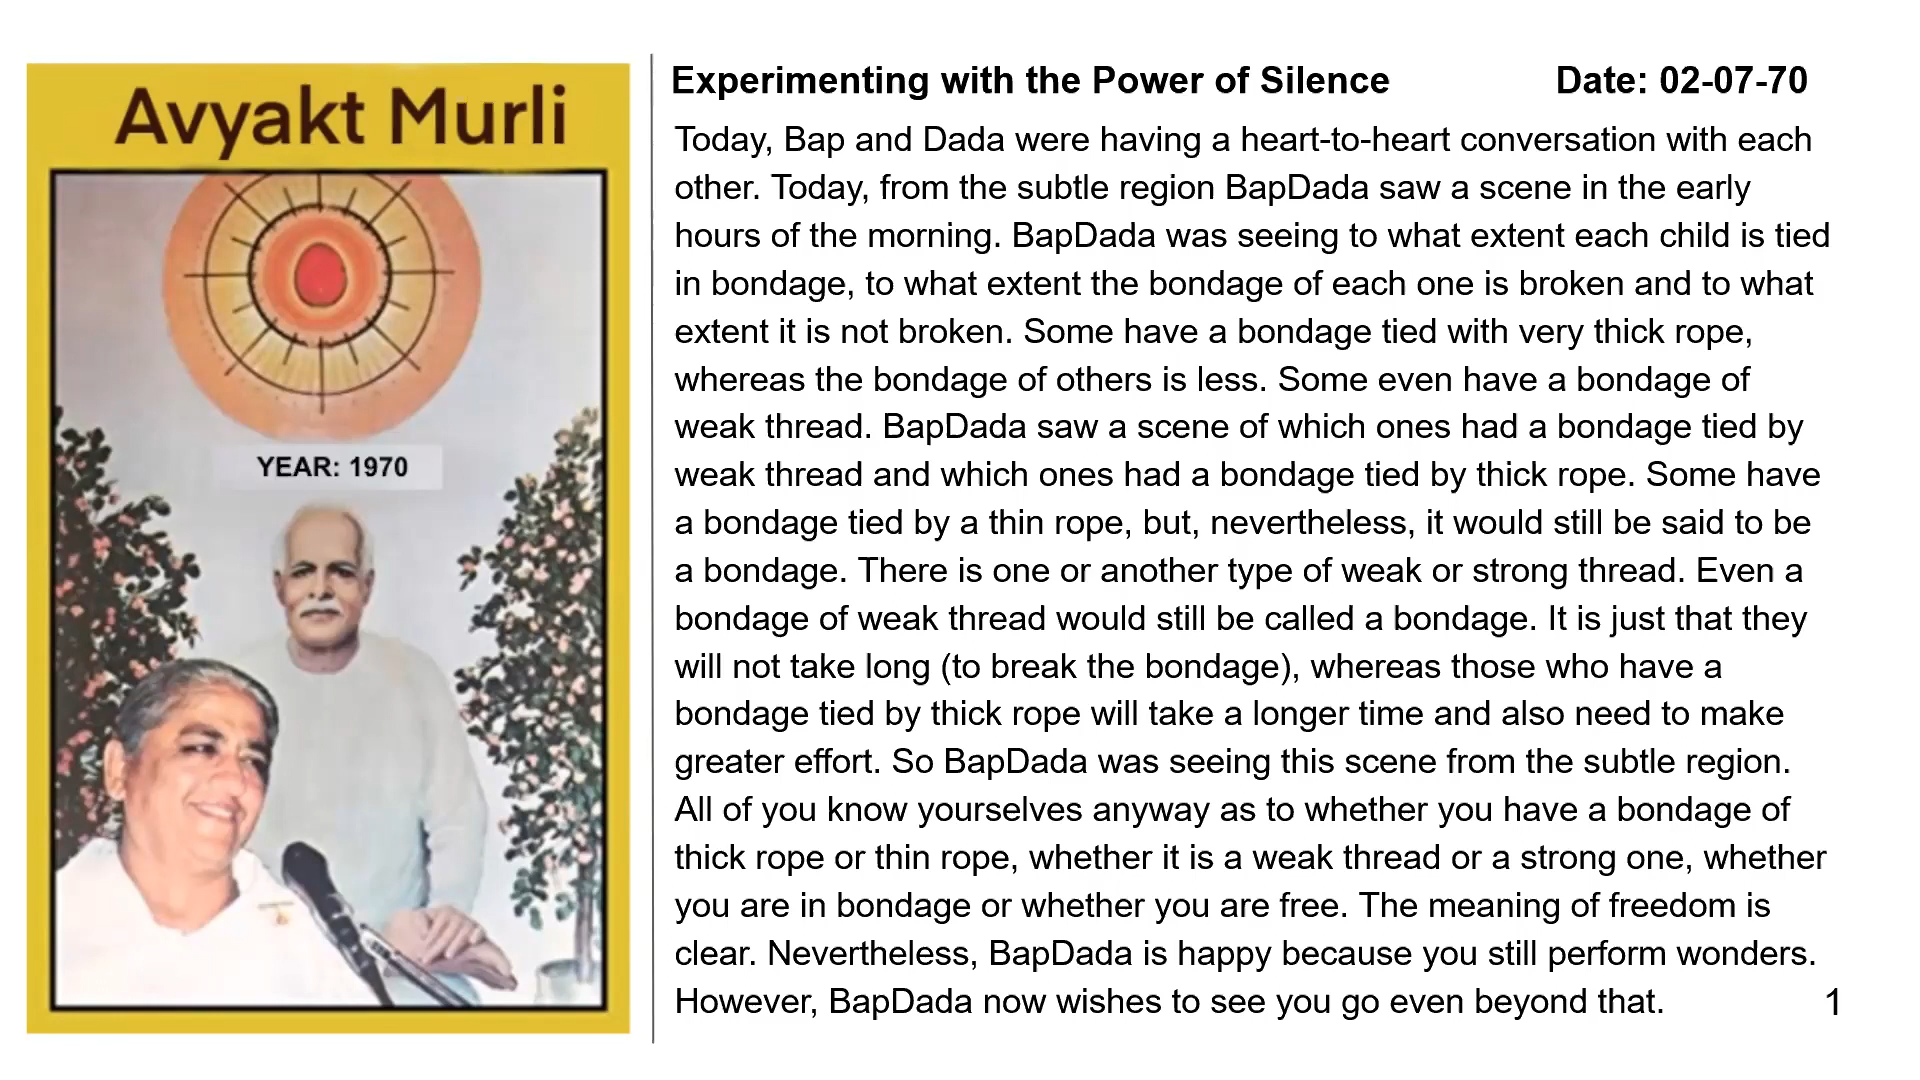 Avyakt Murli
YEAR: 1970
Experimenting with the Power of Silence Date: 02-07-70
Today, Bap and Dada were having a heart-to-heart conversation with each
other. Today, from the subtle region BapDada saw a scene in the early
hours of the morning. BapDada was seeing to what extent each child is tied
in bondage, to what extent the bondage of each one is broken and to what
extent it is not broken. Some have a bondage tied with very thick rope,
whereas the bondage of others is less. Some even have a bondage of
weak thread. BapDada saw a scene of which ones had a bondage tied by
weak thread and which ones had a bondage tied by thick rope. Some have
a bondage tied by a thin rope, but, nevertheless, it would still be said to be
a bondage. There is one or another type of weak or strong thread. Even a
bondage of weak thread would still be called a bondage. It is just that they
will not take long (to break the bondage), whereas those who have a
bondage tied by thick rope will take a longer time and also need to make
greater effort. So BapDada was seeing this scene from the subtle region.
All of you know yourselves anyway as to whether you have a bondage of
thick rope or thin rope, whether it is a weak thread or a strong one, whether
you are in bondage or whether you are free. The meaning of freedom is
clear. Nevertheless, BapDada is happy because you still perform wonders.
However, BapDada now wishes to see you go even beyond that.
1